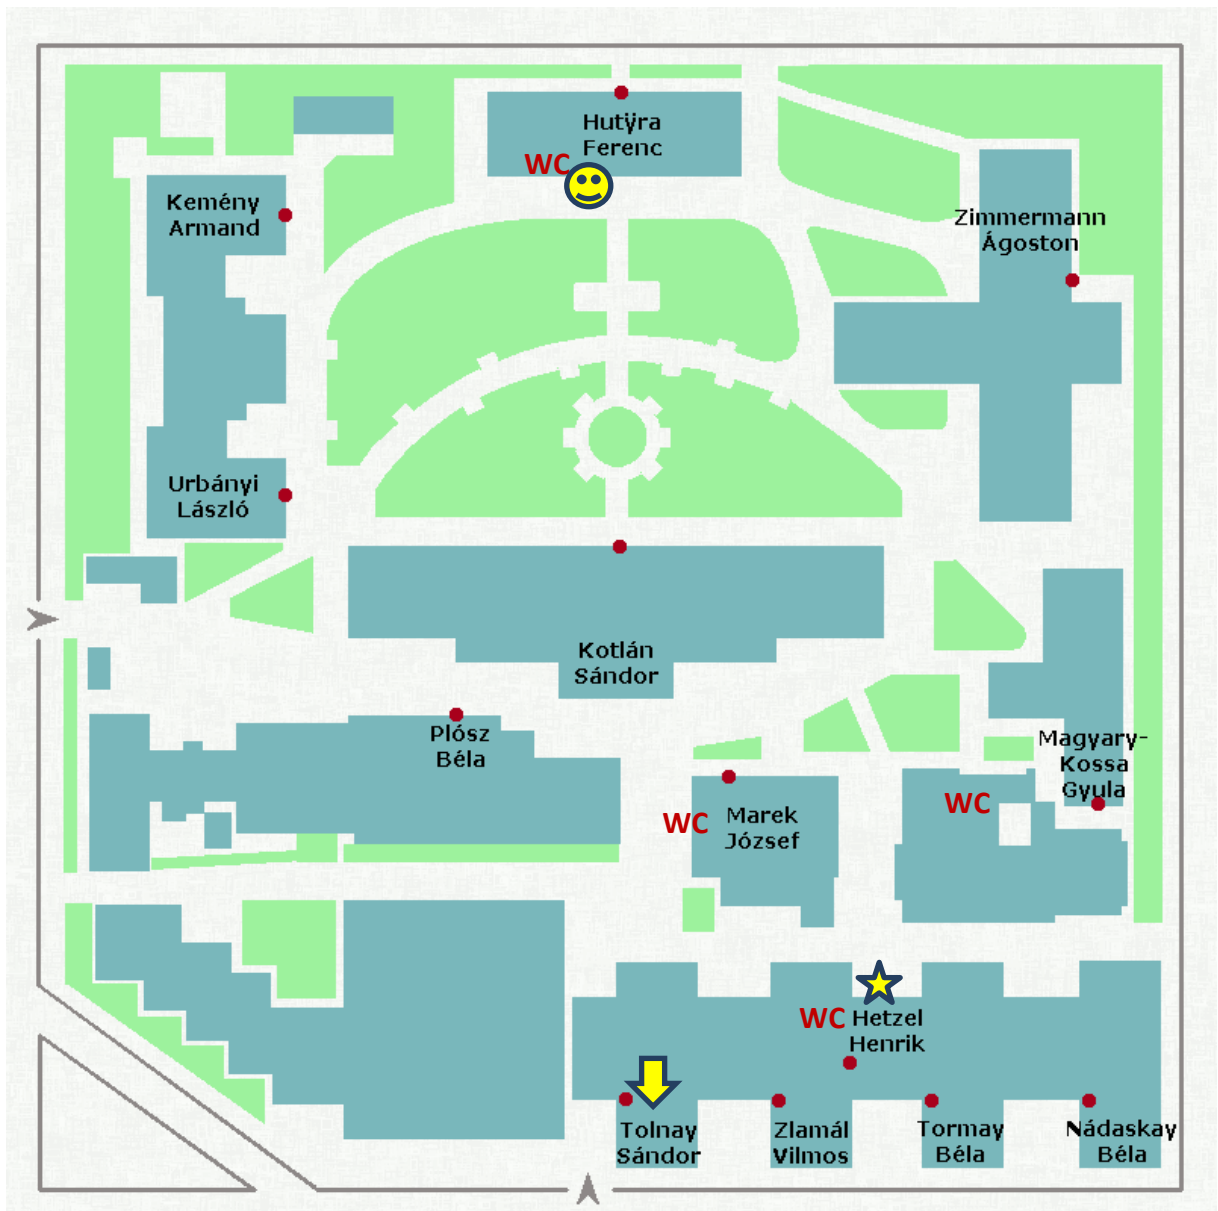 Hutÿra
Ferenc
WC
Kemény
Armand
Zimmermann
Ágoston
Urbányi
László
Kotlán
Sándor
Plósz
Béla
Magyary-
Kossa
Gyula
WC
Marek
József
WC
WC
Hetzel
Henrik
Tolnay
Sándor
Zlamál
Vilmos
Tormay
Béla
Nádaskay
Béla